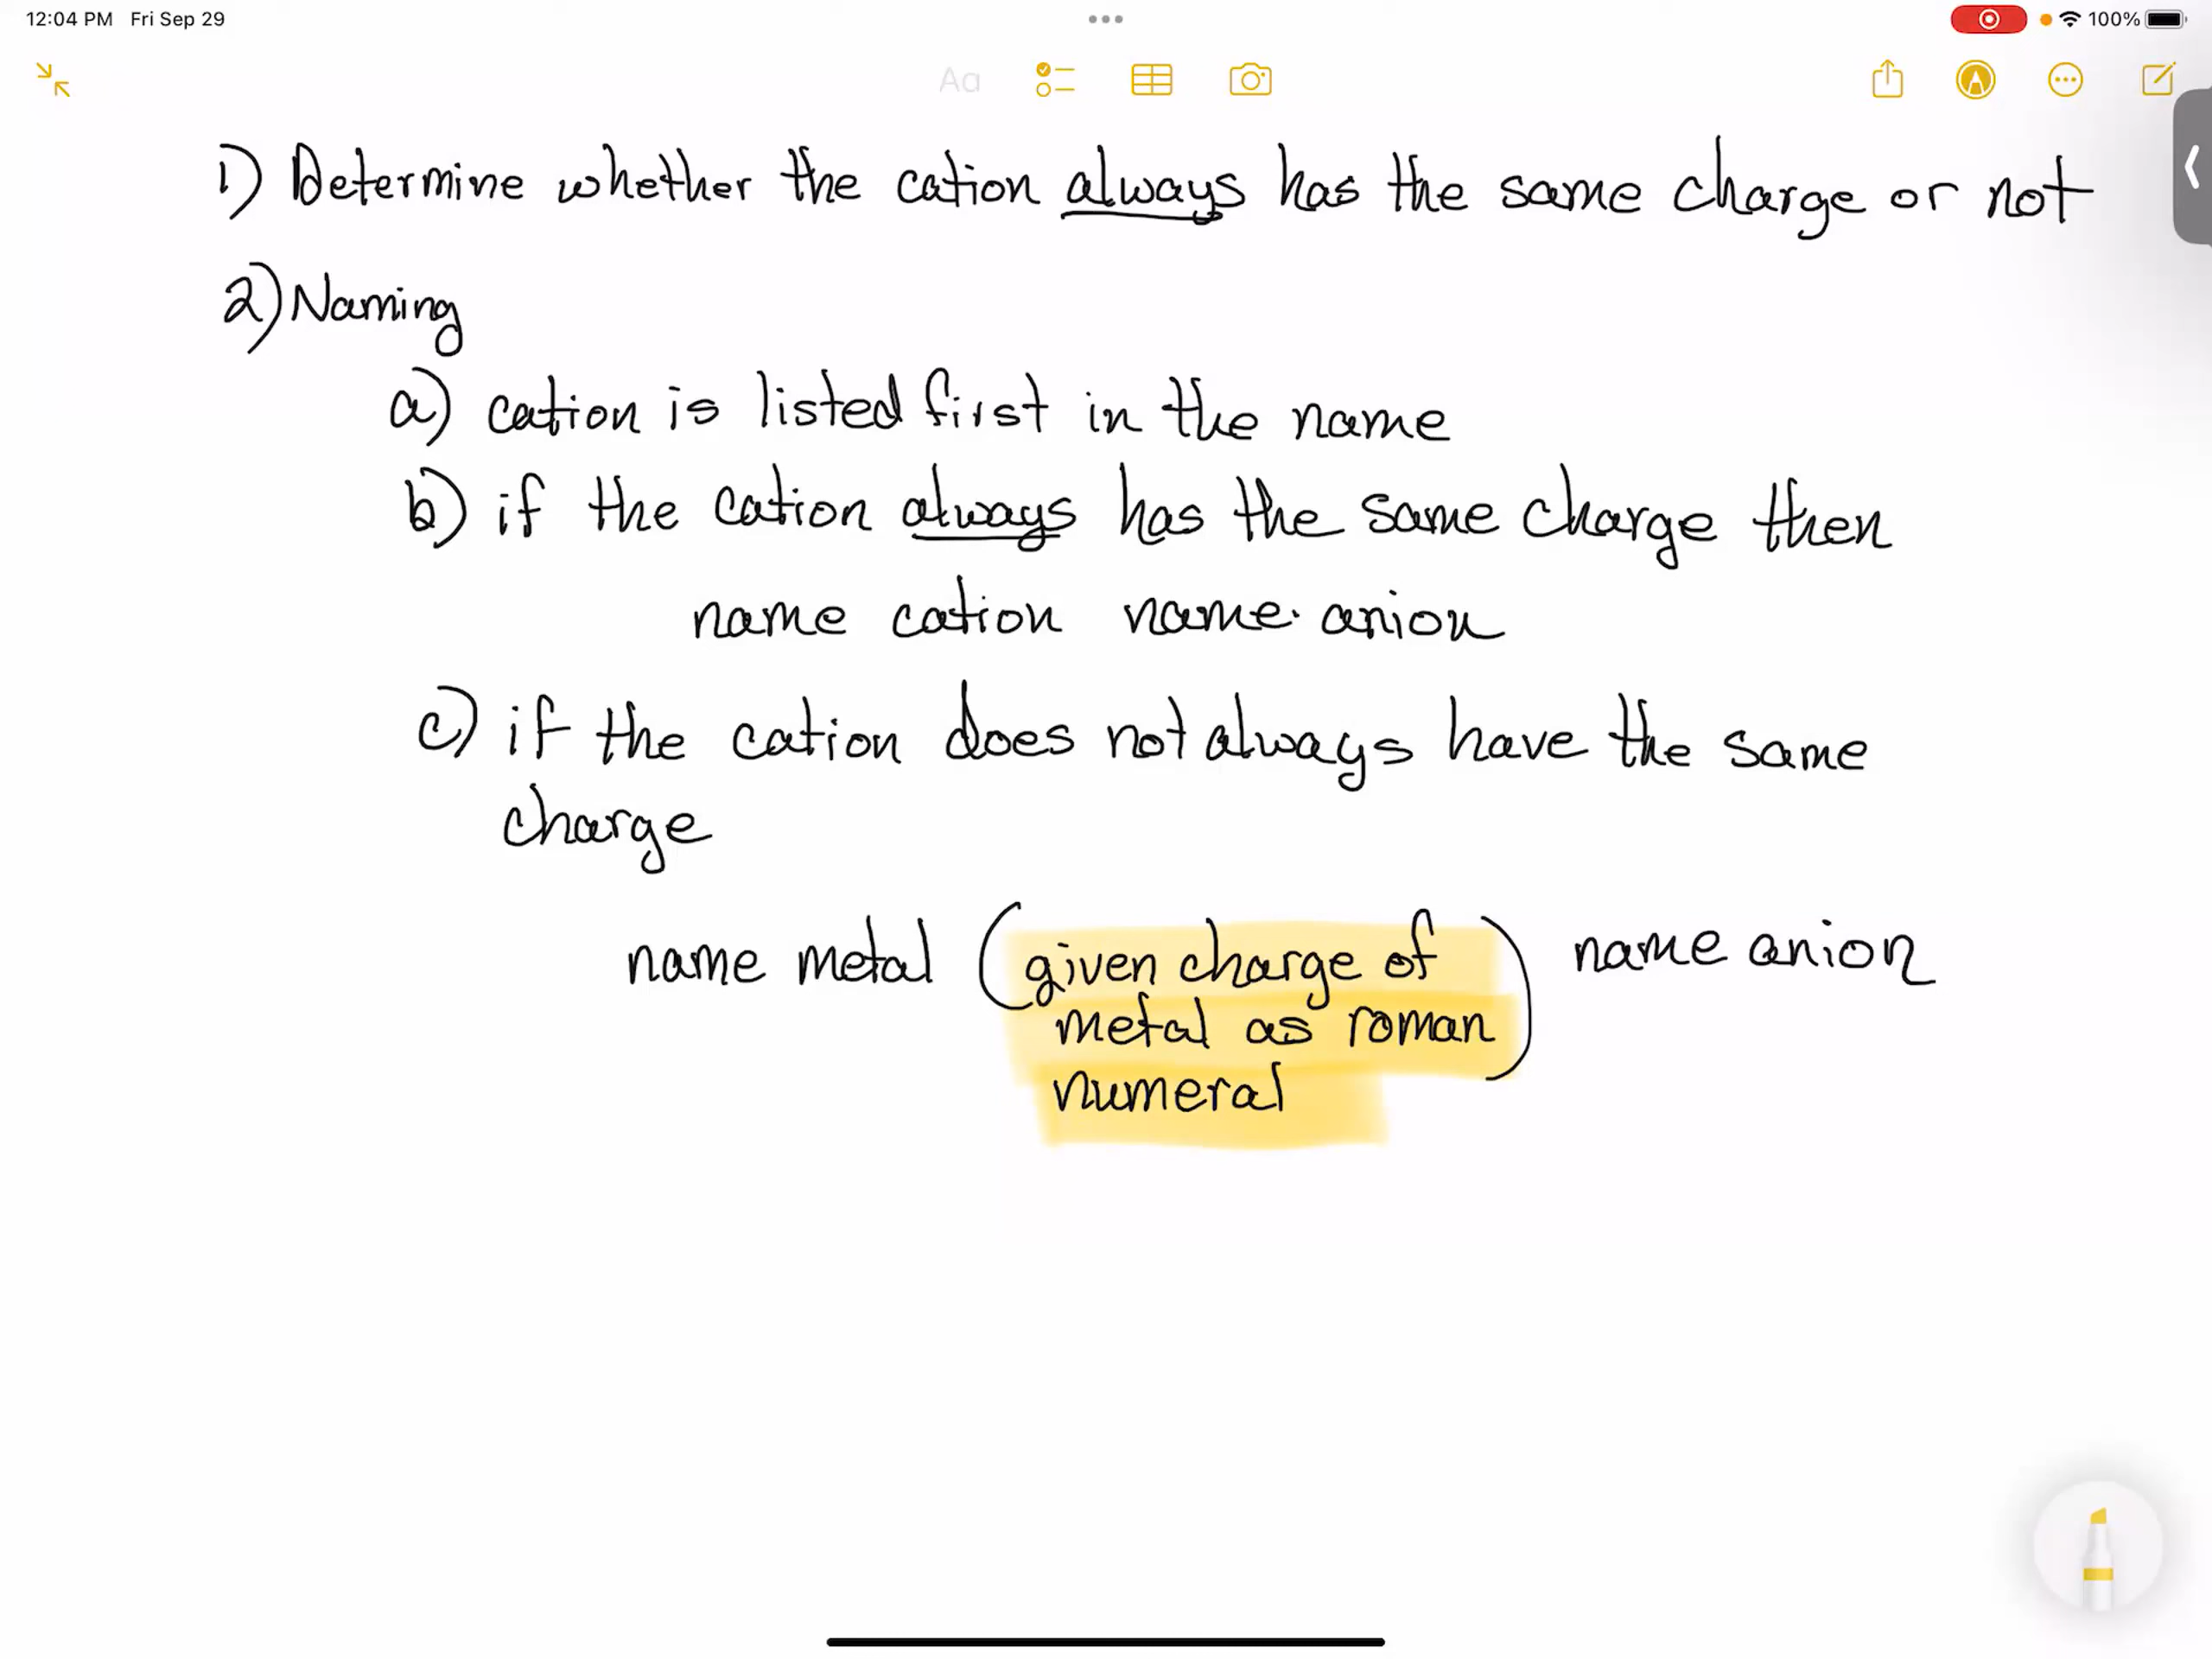 12:04 PM Fri Sep 29
100%
Aa
1) Determine whether the cation always has the same charge or not
2) Naming
a) cation is listed first in the name
b) if the cation always has the same charge then
name cation name anion
c) if the cation does not always have the same
charge
name metal (given charge of name anion
metal as roman)
numeral